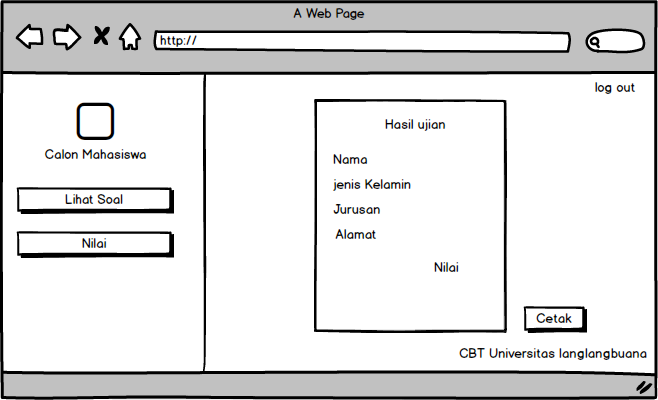 A Web Page
http://
log out
Calon Mahasiswa
Lihat Soal
Nilai
Hasil ujian
Nama
jenis Kelamin
Jurusan
Alamat
Nilai
Cetak
CBT Universitas langlangbuana